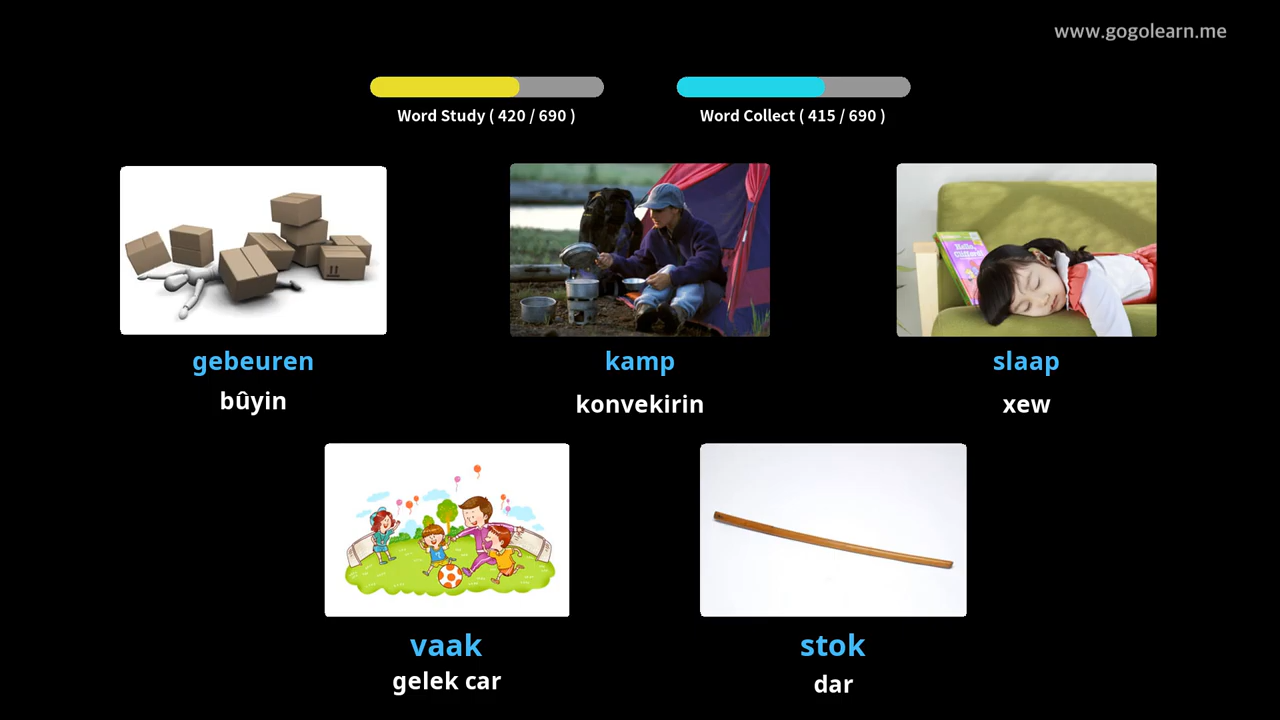 www.gogolearn.me
Word Study ( 420 / 690 )
Word Collect ( 415 / 690 )
gebeuren
bûyin
kamp
konvekirin
slaap
xew
vaak
gelek car
stok
dar